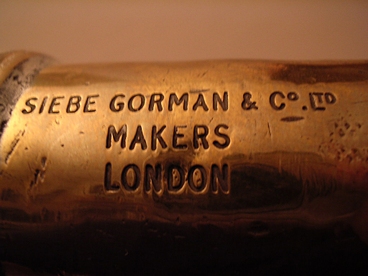 SIEBE GORMAN & Co. LTD
MAKERS
LONDON